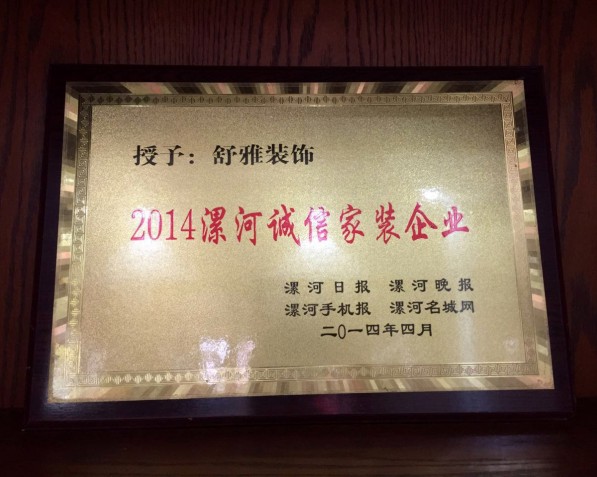 授予：舒雅装饰
2014漯河诚信家装企业
漯河日报 漯河晚报
漯河手机报 漯河名城网
二〇一四年四月